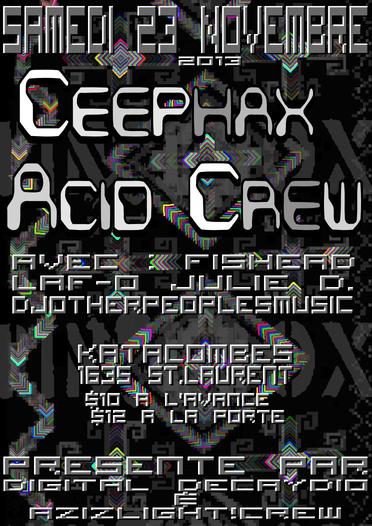 SAMEDI 23 NOVEMBRE
2013
CEEPHAX
ACID CREW
AVEC : FISHEAD
LAF-O JULIE D.
DJOTHERPEOPLESMUSIC
KATACOMBES
1635 ST.LAURENT
$10 A L'AVANCE
$12 A LA PORTE
PRESENTE PAR
DIGITAL DECAYDIO
&
AZIZLIGHT!CREW